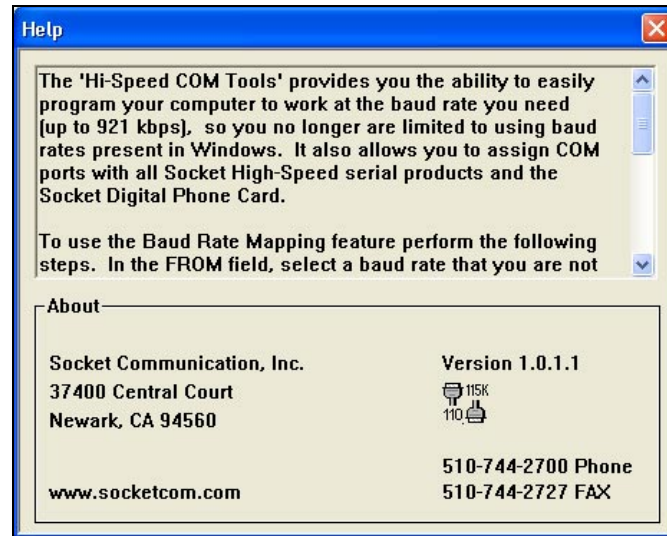 Help
The 'Hi-Speed COM Tools' provides you the ability to easily
program your computer to work at the baud rate you need
(up to 921 kbps),  so you no longer are limited to using baud
rates present in Windows.  It also allows you to assign COM
ports with all Socket High-Speed serial products and the
Socket Digital Phone Card.
To use the Baud Rate Mapping feature perform the following
steps.  In the FROM field, select a baud rate that you are not
About
Socket Communication, Inc.
Version 1.0.1.1
37400 Central Court
115K
Newark, CA 94560
110
510-744-2700 Phone
www.socketcom.com
510-744-2727 FAX